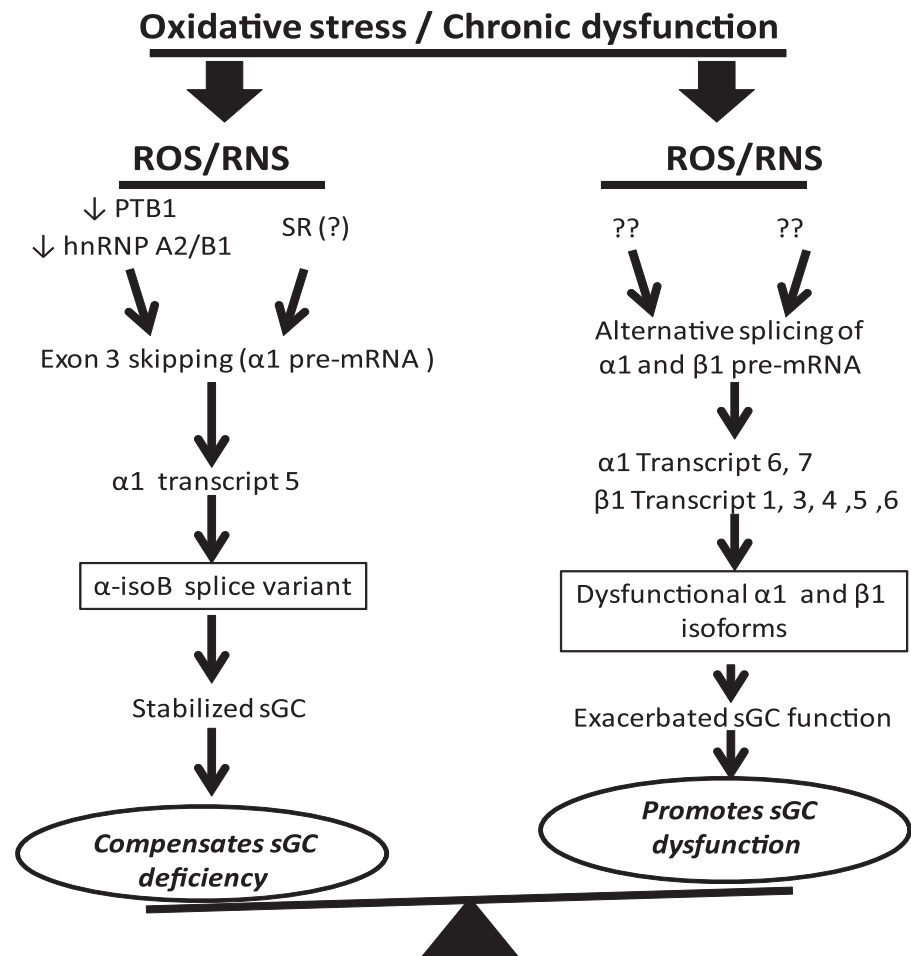 Oxidative stress / Chronic dysfunction
ROS/RNS
↓ PTB1
↓ hnRNP A2/B1
SR (?)
Exon 3 skipping (α1 pre-mRNA )
α1 transcript 5
α-isoB splice variant
Stabilized sGC
Compensates sGC
deficiency
ROS/RNS
??
??
Alternative splicing of
α1 and β1 pre-mRNA
α1 Transcript 6, 7
β1 Transcript 1, 3, 4 ,5 ,6
Dysfunctional α1 and β1
isoforms
Exacerbated sGC function
Promotes sGC
dysfunction